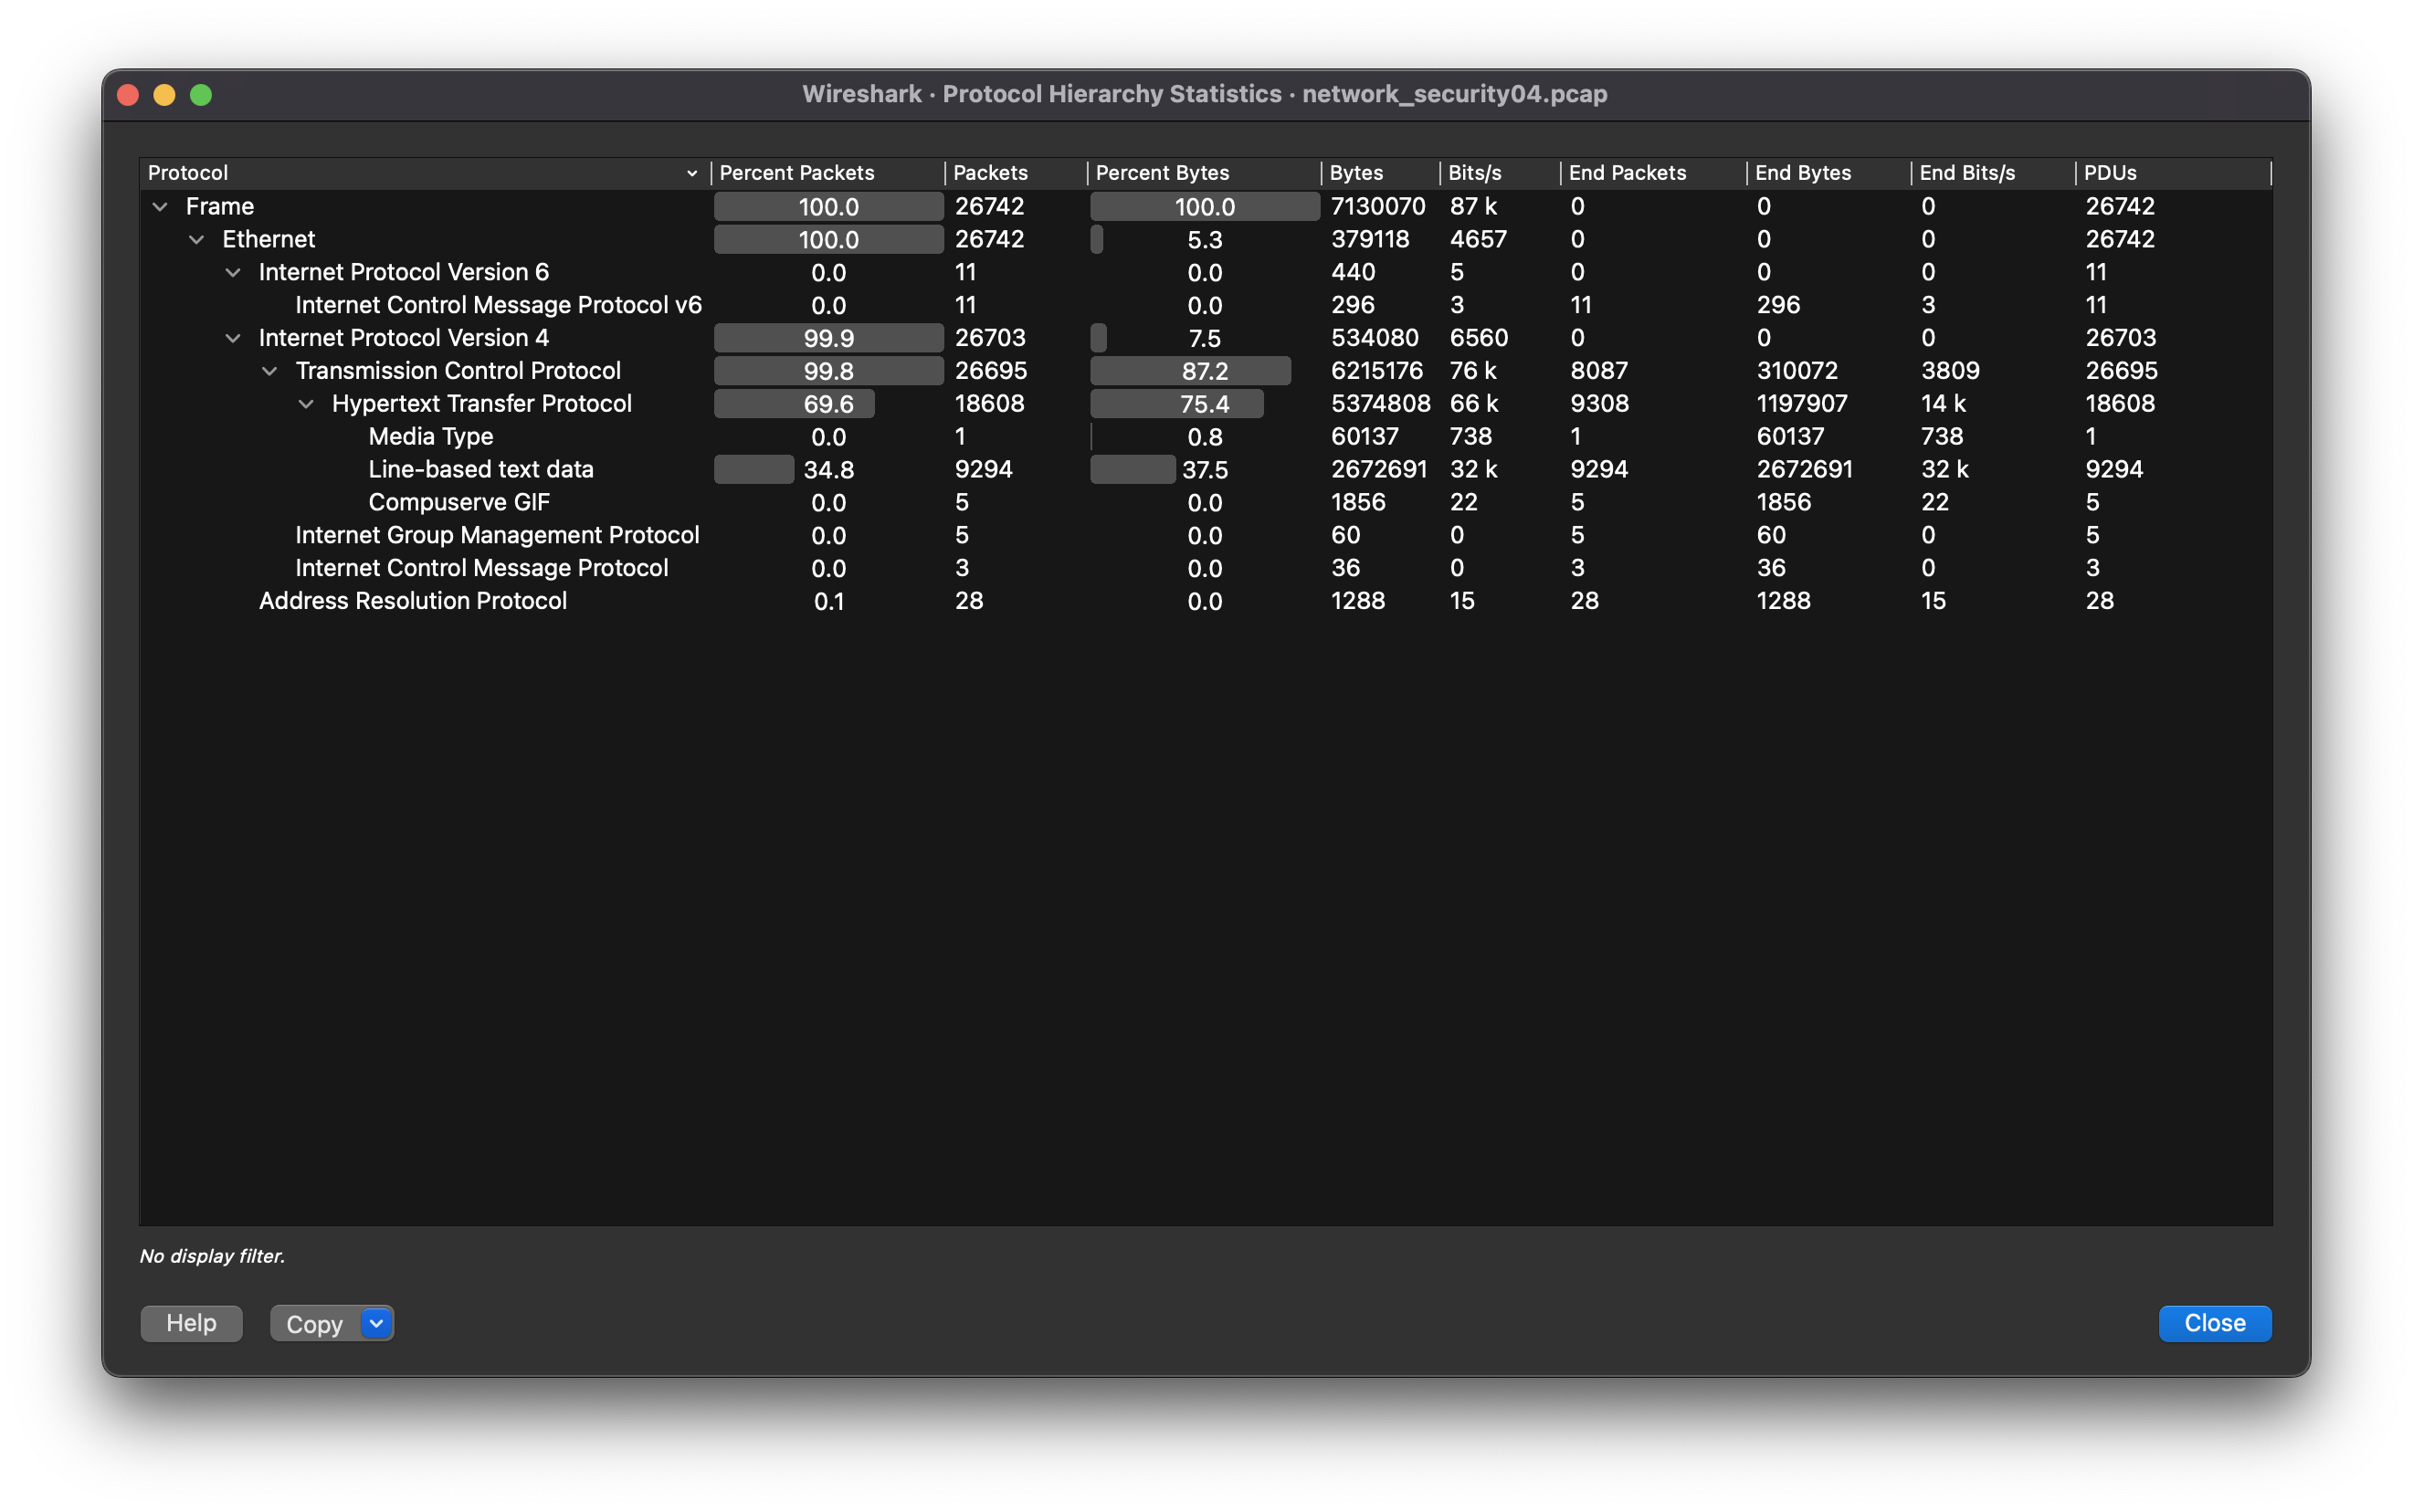 Wireshark · Protocol Hierarchy Statistics · network_security04.pcap
Protocol Percent Packets Packets Percent Bytes Bytes Bits/s End Packets End Bytes End Bits/s PDUs
Frame 100.0 26742 100.0 7130070 87 k 0 0 0 26742
Ethernet 100.0 26742 5.3 379118 4657 0 0 0 26742
Internet Protocol Version 6 0.0 11 0.0 440 5 0 0 0 11
Internet Control Message Protocol v6 0.0 11 0.0 296 3 11 296 3 11
Internet Protocol Version 4 99.9 26703 7.5 534080 6560 0 0 0 26703
Transmission Control Protocol 99.8 26695 87.2 6215176 76 k 8087 310072 3809 26695
Hypertext Transfer Protocol 69.6 18608 75.4 5374808 66 k 9308 1197907 14 k 18608
Media Type 0.0 1 0.8 60137 738 1 60137 738 1
Line-based text data 34.8 9294 37.5 2672691 32 k 9294 2672691 32 k 9294
Compuserve GIF 0.0 5 0.0 1856 22 5 1856 22 5
Internet Group Management Protocol 0.0 5 0.0 60 0 5 60 0 5
Internet Control Message Protocol 0.0 3 0.0 36 0 3 36 0 3
Address Resolution Protocol 0.1 28 0.0 1288 15 28 1288 15 28
No display filter.
Help Copy Close